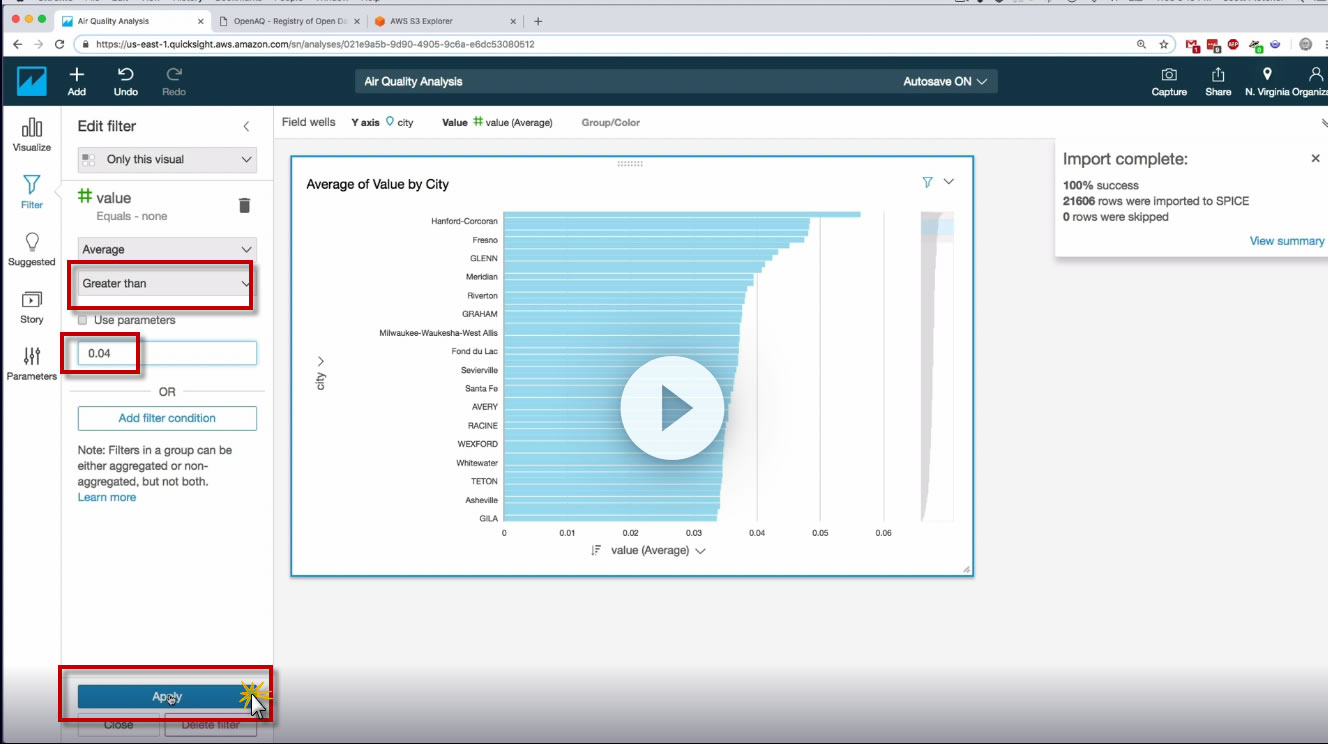 Air Quality Analysis
OpenAQ - Registry of Open Da
AWS S3 Explorer
https://us-east-1.quicksight.aws.amazon.com/sn/analyses/021e9a5b-9d90-4905-9c6a-e6dc53080512
Add
Undo
Redo
Air Quality Analysis
Autosave ON
Capture
Share
N. Virginia
Organiza
Visualize
Filter
Suggested
Story
Parameters
Edit filter
Only this visual
value
Equals - none
Average
Greater than
Use parameters
0.04
OR
Add filter condition
Note: Filters in a group can be
either aggregated or non-
aggregated, but not both.
Learn more
Apply
Close
Delete filter
Field wells
Y axis city
Value value (Average)
Group/Color
Average of Value by City
Hanford-Corcoran
Fresno
GLENN
Meridian
Riverton
GRAHAM
Milwaukee-Waukesha-West Allis
Fond du Lac
Sevierville
Santa Fe
AVERY
RACINE
WEXFORD
Whitewater
TETON
Asheville
GILA
city
0 0.01 0.02 0.03 0.04 0.05 0.06
value (Average)
Import complete:
100% success
21606 rows were imported to SPICE
0 rows were skipped
View summary